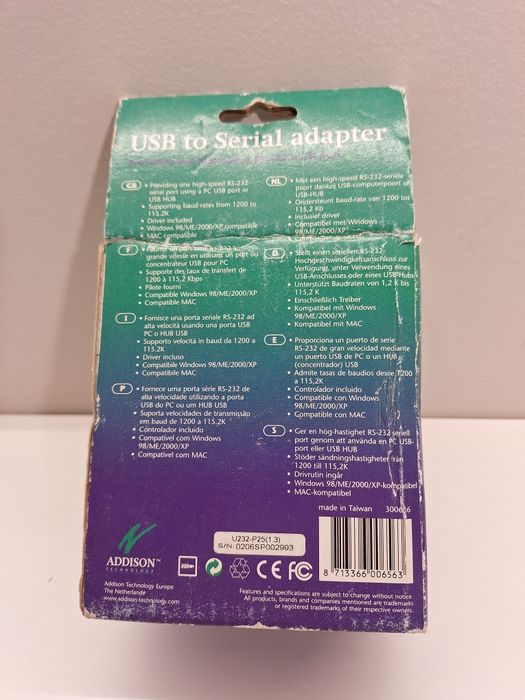 USB to Serial adapter
GB
• Providing one high-speed RS-232-
serial port using a PC USB port or
USB HUB
• Supporting baud rates from 1200 to
115.2K
• Driver included
• Windows 98/ME/2000/XP compatible
• MAC compatible
F
grande vitesse en utilisant un port ou
concentrateur USB pour PC
• Supporte des taux de transfert de
1200 à 115,2 Kbps
• Pilote fourni
• Compatible Windows 98/ME/2000/XP
• Compatible MAC
I
• Fornisce una porta seriale RS-232 ad
alta velocità usando una porta USB
PC o HUB USB
• Supporto velocità in baud da 1200 a
115.2K
• Driver incluso
• Compatible Windows 98/ME/2000/XP
• Compatible MAC
P
• Fornece uma porta série RS-232 de
alta velocidade utilizando a porta
USB do PC ou um HUB USB
• Suporta velocidades de transmissão
em baud de 1200 a 115,2K
• Controlador incluido
• Compativel com Windows
98/ME/2000/XP
• Compativel com MAC
NL
• Met een high-speed RS-232-seriële
poort dankzij USB-computerpoort of
USB-HUB
• Ondersteunt baud-rate van 1200 tot
115,2 Kb
• Inclusief driver
• Compatibel met Windows
98/ME/2000/XP
D
• Stellt einen seriellen RS-232-
Hochgeschwindigkeitsanschluss zur
Verfügung, unter Verwendung eines
USB-Anschlusses oder eines USB-Hubs
• Unterstützt Baudraten von 1,2 K bis
115,2 K
• Einschließlich Treiber
• Kompatibel mit Windows
98/ME/2000/XP
• Kompatibel mit MAC
E
• Proporciona un puerto de serie
RS-232 de gran velocidad mediante
un puerto USB de PC o un HUB
(concentrador) USB
• Admite tasas de baudios desde 1200
a 115,2K
• Controlador incluido
• Compatible con Windows
98/ME/2000/XP
• Compatible con MAC
S
• Ger en hög-hastighet RS-232 seriell
port genom att använda en PC USB-
port eller USB HUB
• Stöder sändningshastigheter från
1200 till 115,2K
• Drivrutin ingår
• Windows 98/ME/2000/XP-kompatibel
• MAC-kompatibel
made in Taiwan 300656
ADDISON
TECHNOLOGY
Addison Technology Europe
The Netherlands
www.addison-technology.com
U232-P25(1.3)
S/N: 0206SP002993
CE FC
8 713366 006563
Features and specifications are subject to change without notice.
All products, brands and companies mentioned are trademarks
or registered trademarks of their respective owners.